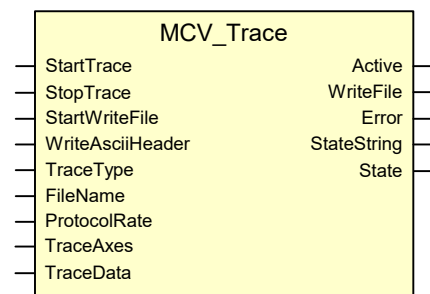 MCV_Trace
StartTrace Active
StopTrace WriteFile
StartWriteFile Error
WriteAsciiHeader StateString
TraceType State
FileName
ProtocolRate
TraceAxes
TraceData